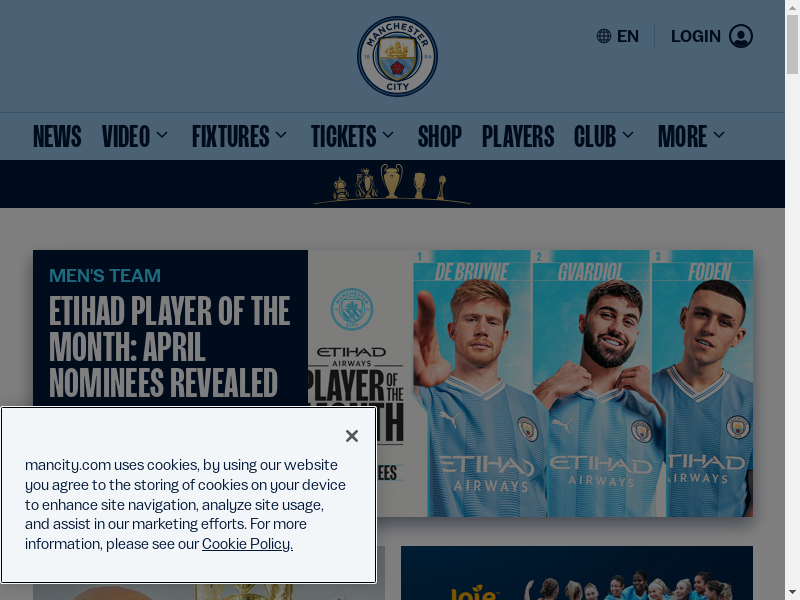 MANCHESTER
18 94
CITY
EN
LOGIN
NEWS
VIDEO
FIXTURES
TICKETS
SHOP
PLAYERS
CLUB
MORE
MEN'S TEAM
ETIHAD PLAYER OF THE
MONTH: APRIL
NOMINEES REVEALED
ETIHAD
AIRWAYS
PLAYER OF THE
MONTH
1 DE BRUYNE
2 GVARDIOL
3 FODEN
ETIHAD
AIRWAYS
ETIHAD
AIRWAYS
ETIHAD
AIRWAYS
mancity.com uses cookies, by using our website
you agree to the storing of cookies on your device
to enhance site navigation, analyze site usage,
and assist in our marketing efforts. For more
information, please see our Cookie Policy.
Joie